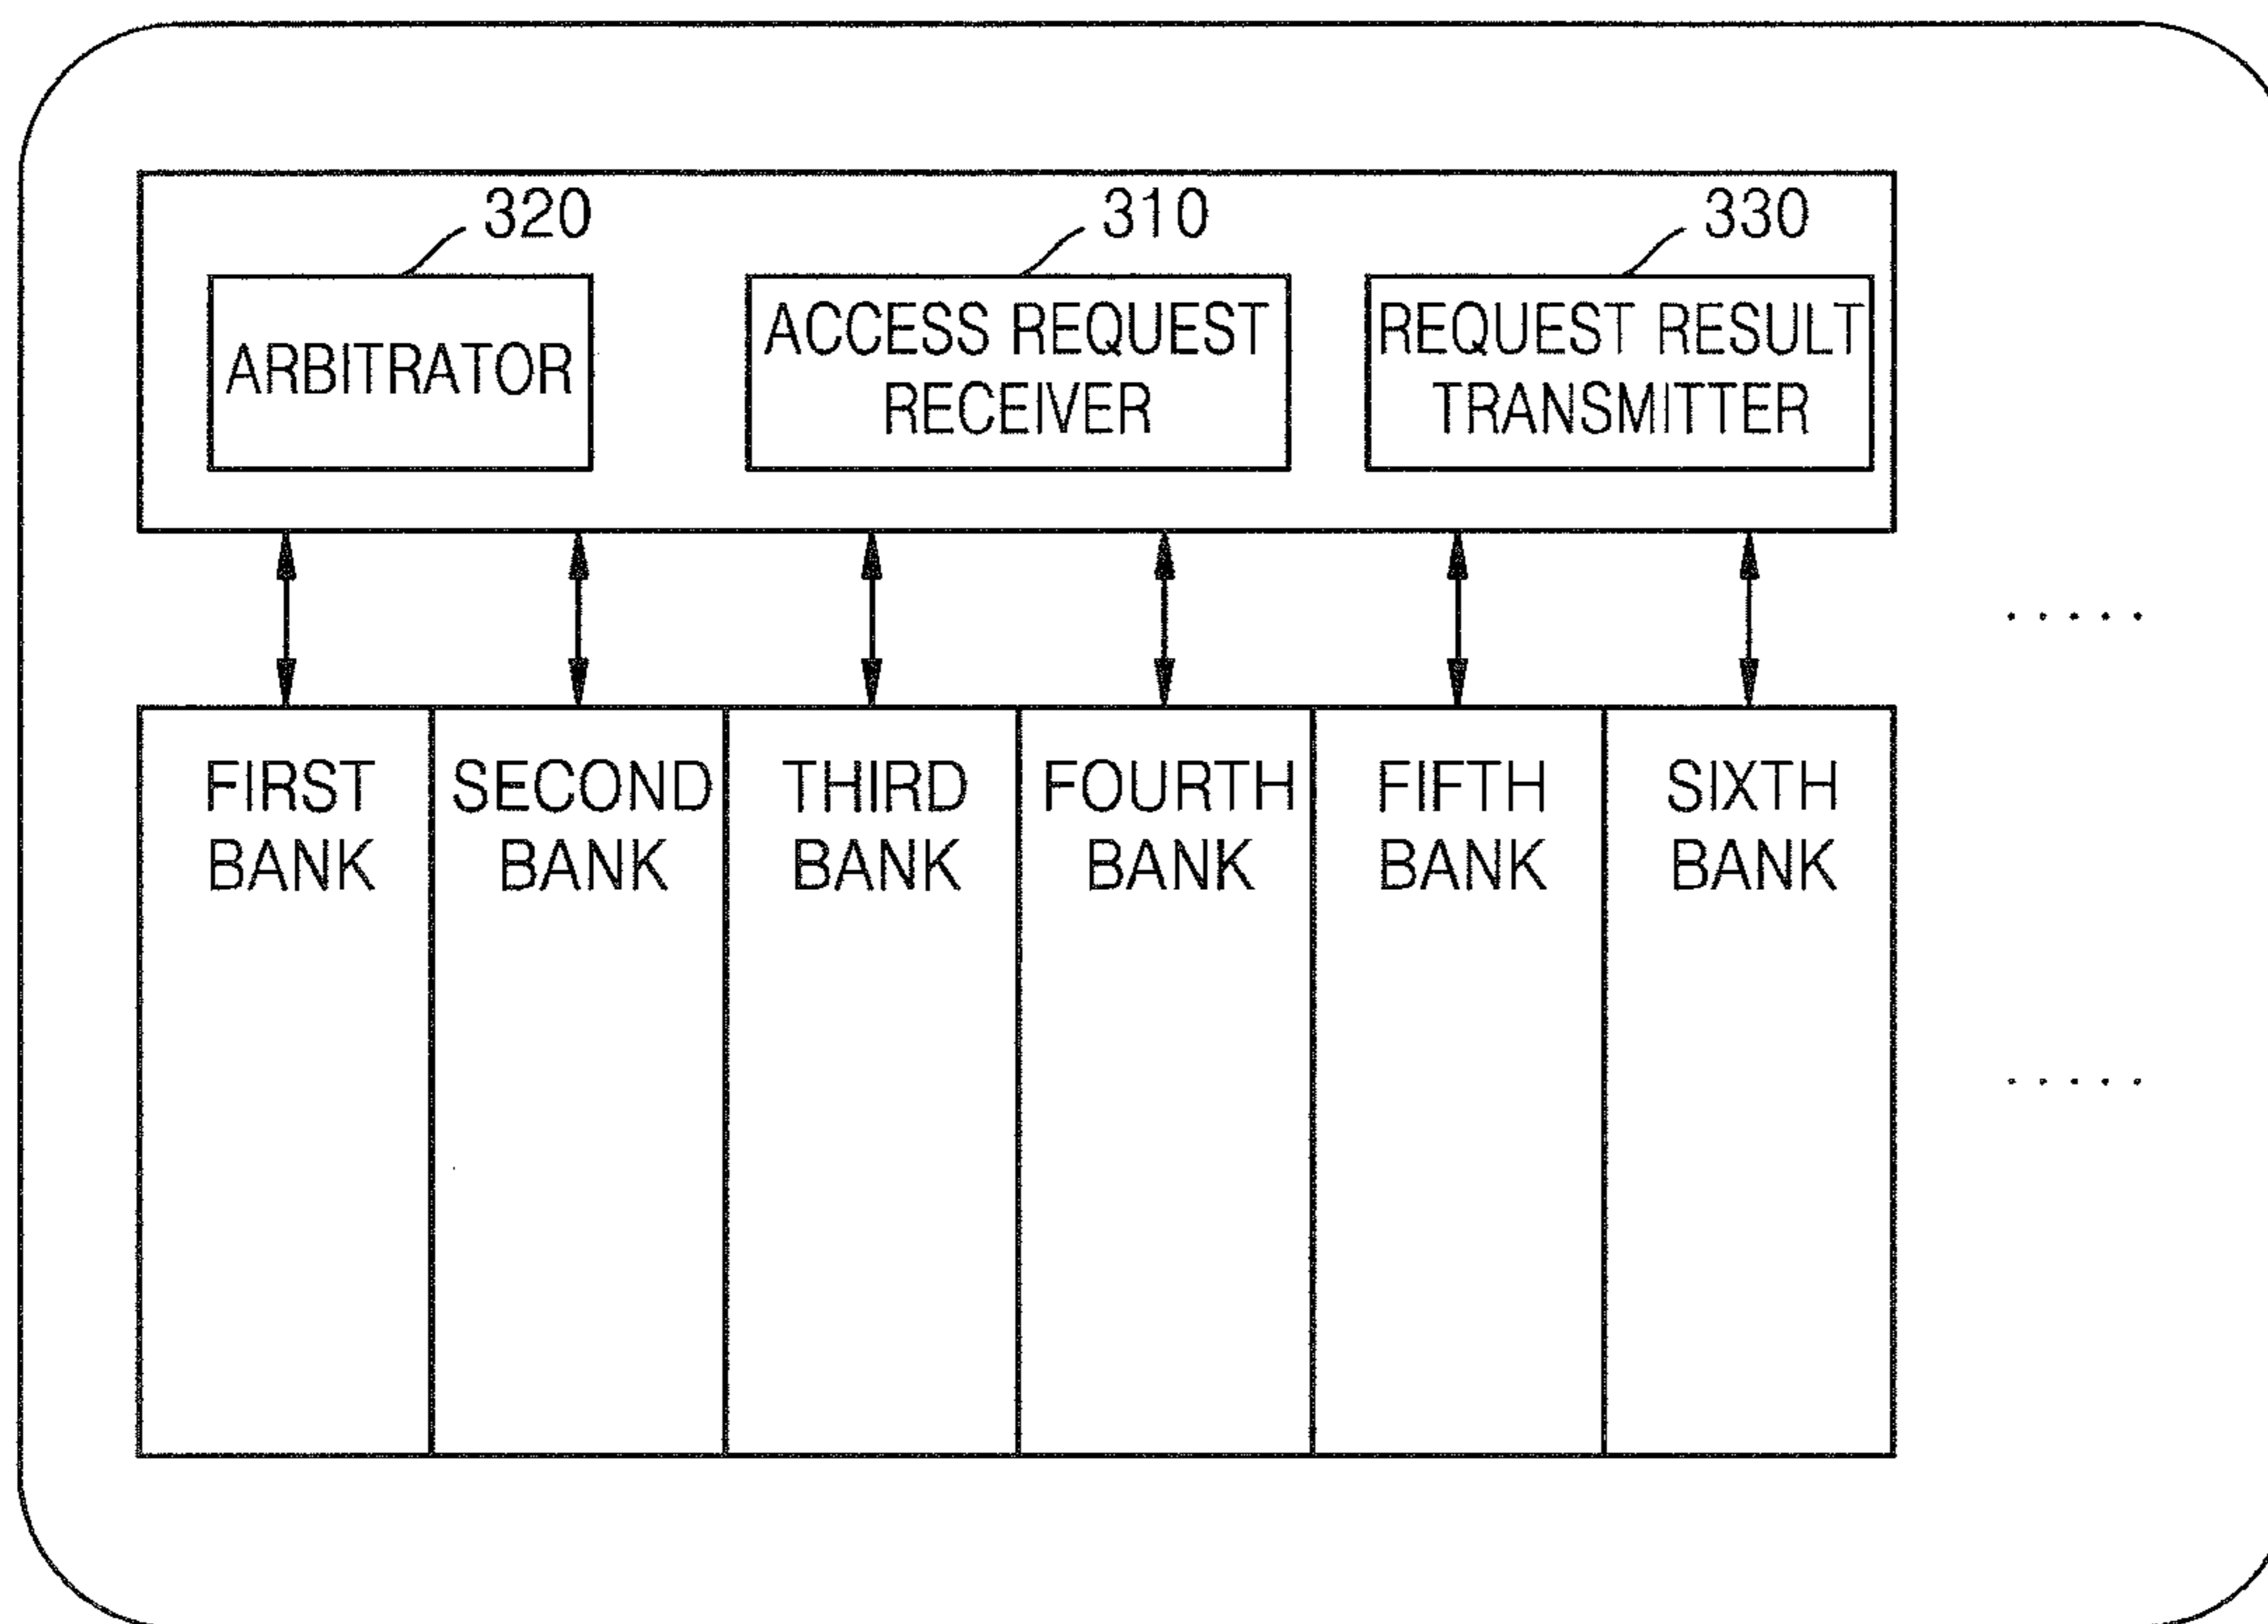 320
310
330
ARBITRATOR
ACCESS REQUEST
RECEIVER
REQUEST RESULT
TRANSMITTER
.....
FIRST
BANK
SECOND
BANK
THIRD
BANK
FOURTH
BANK
FIFTH
BANK
SIXTH
BANK
.....